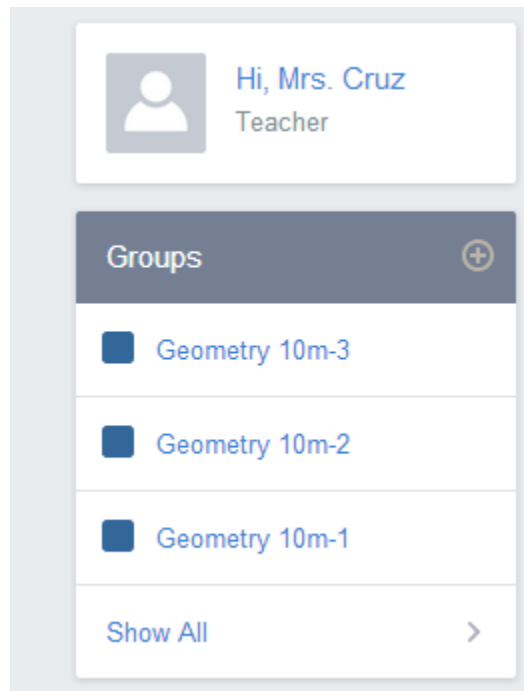 Hi, Mrs. Cruz
Teacher
Groups
Geometry 10m-3
Geometry 10m-2
Geometry 10m-1
Show All